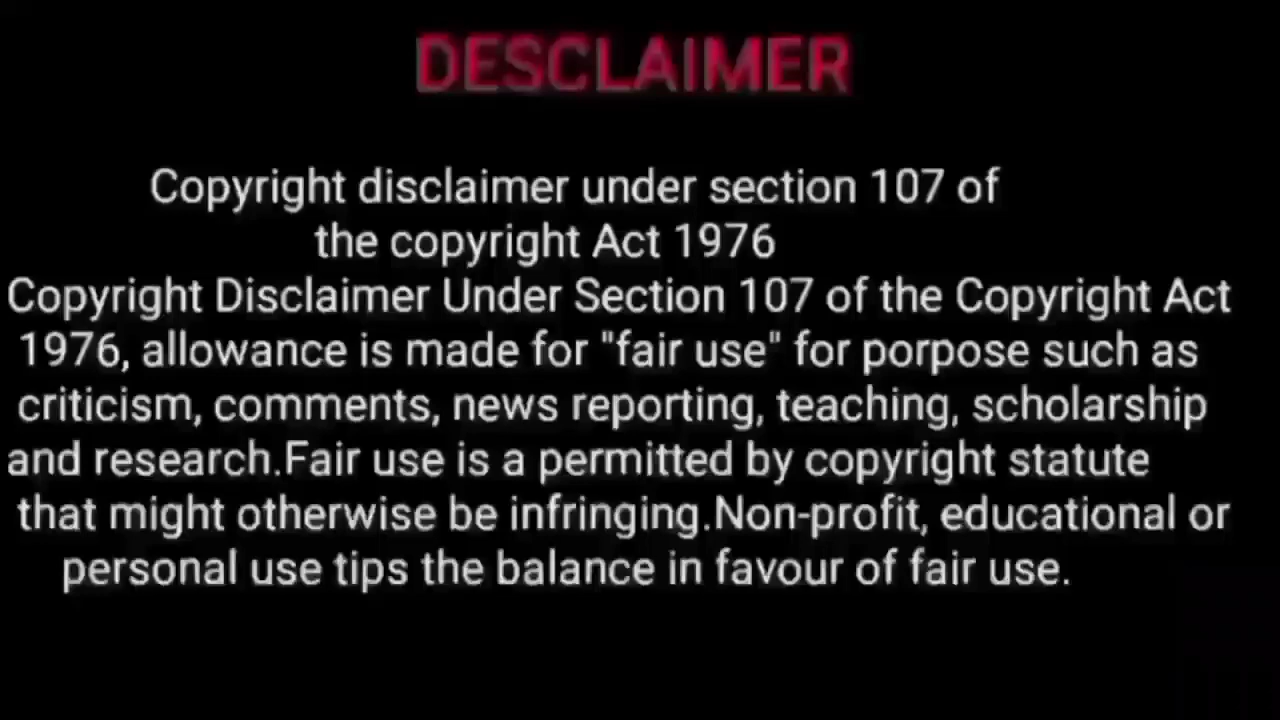 DESCLAIMER
Copyright disclaimer under section 107 of
the copyright Act 1976
Copyright Disclaimer Under Section 107 of the Copyright Act
1976, allowance is made for "fair use" for porpose such as
criticism, comments, news reporting, teaching, scholarship
and research.Fair use is a permitted by copyright statute
that might otherwise be infringing.Non-profit, educational or
personal use tips the balance in favour of fair use.